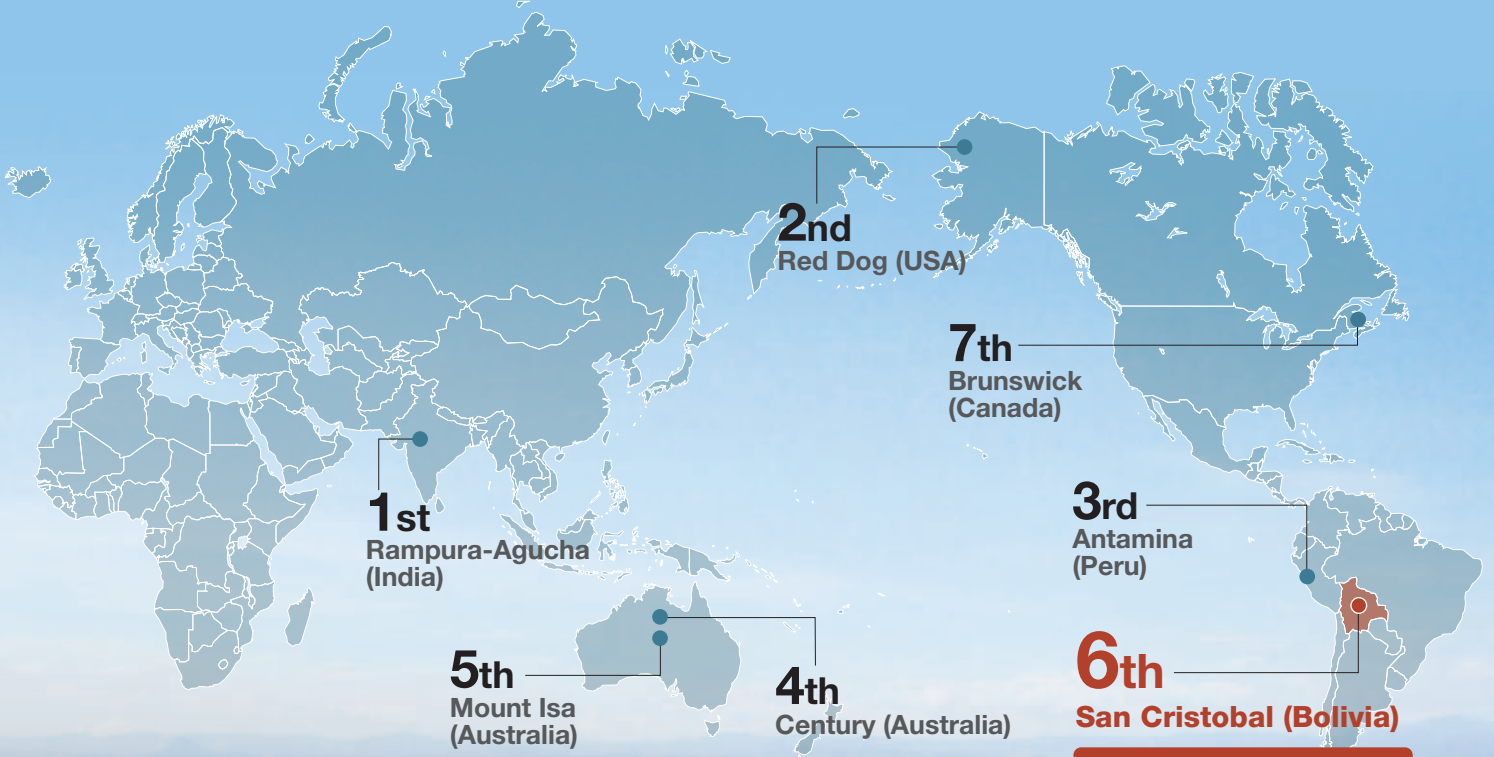 2nd
Red Dog (USA)
7th
Brunswick
(Canada)
1st
Rampura-Agucha
(India)
3rd
Antamina
(Peru)
5th
Mount Isa
(Australia)
4th
Century (Australia)
6th
San Cristobal (Bolivia)